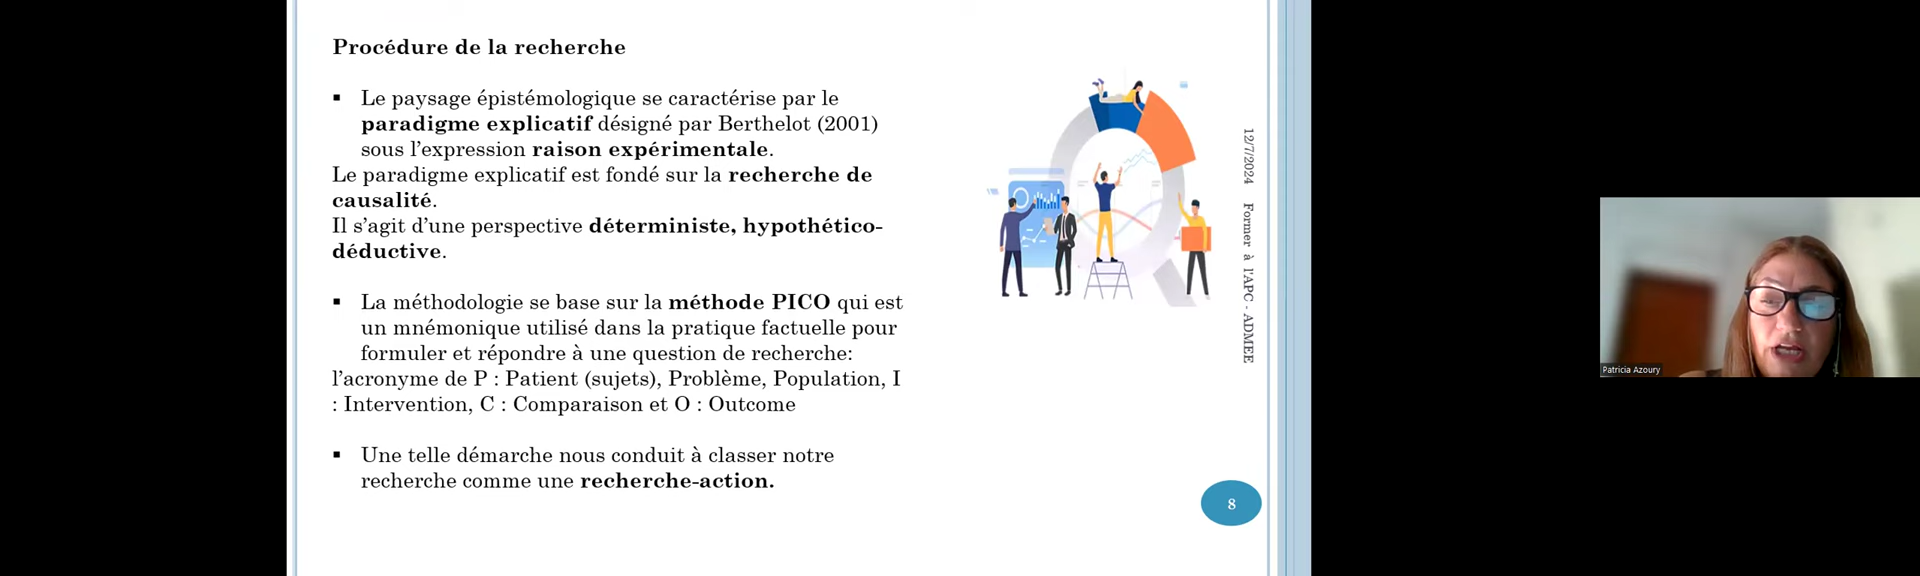 Procédure de la recherche
▪ Le paysage épistémologique se caractérise par le
paradigme explicatif désigné par Berthelot (2001)
sous l’expression raison expérimentale.
Le paradigme explicatif est fondé sur la recherche de
causalité.
Il s’agit d’une perspective déterministe, hypothético-
déductive.
▪ La méthodologie se base sur la méthode PICO qui est
un mnémonique utilisé dans la pratique factuelle pour
formuler et répondre à une question de recherche:
l’acronyme de P : Patient (sujets), Problème, Population, I
: Intervention, C : Comparaison et O : Outcome
▪ Une telle démarche nous conduit à classer notre
recherche comme une recherche-action.
12/7/2024 Former à l'APC - ADMEE
8
Patricia Azoury